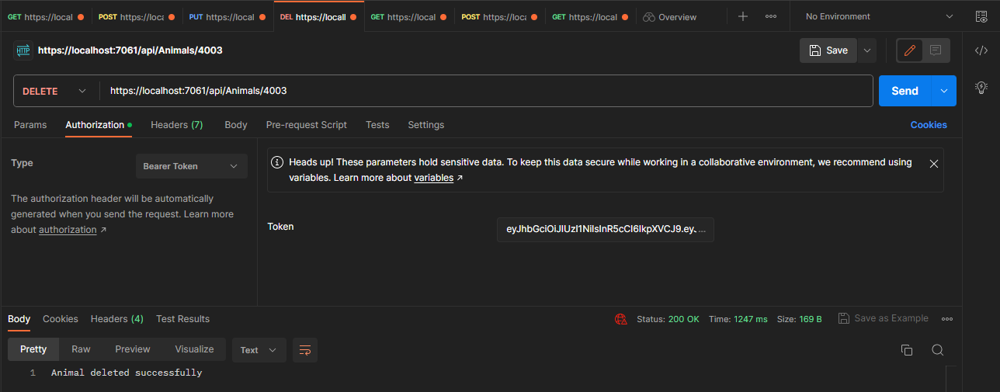 GET https://local POST https://loca PUT https://local DEL https://locall GET https://local POST https://loca GET https://local Overview No Environment
HTTP https://localhost:7061/api/Animals/4003 Save
DELETE https://localhost:7061/api/Animals/4003 Send
Params Authorization Headers (7) Body Pre-request Script Tests Settings Cookies
Type Bearer Token
The authorization header will be automatically
generated when you send the request. Learn more
about authorization ↗
Heads up! These parameters hold sensitive data. To keep this data secure while working in a collaborative environment, we recommend using
variables. Learn more about variables ↗
Token eyJhbGciOiJIUzI1NiIsInR5cCI6IkpXVCJ9.eyJ...
Body Cookies Headers (4) Test Results Status: 200 OK Time: 1247 ms Size: 169 B Save as Example
Pretty Raw Preview Visualize Text
1 Animal deleted successfully